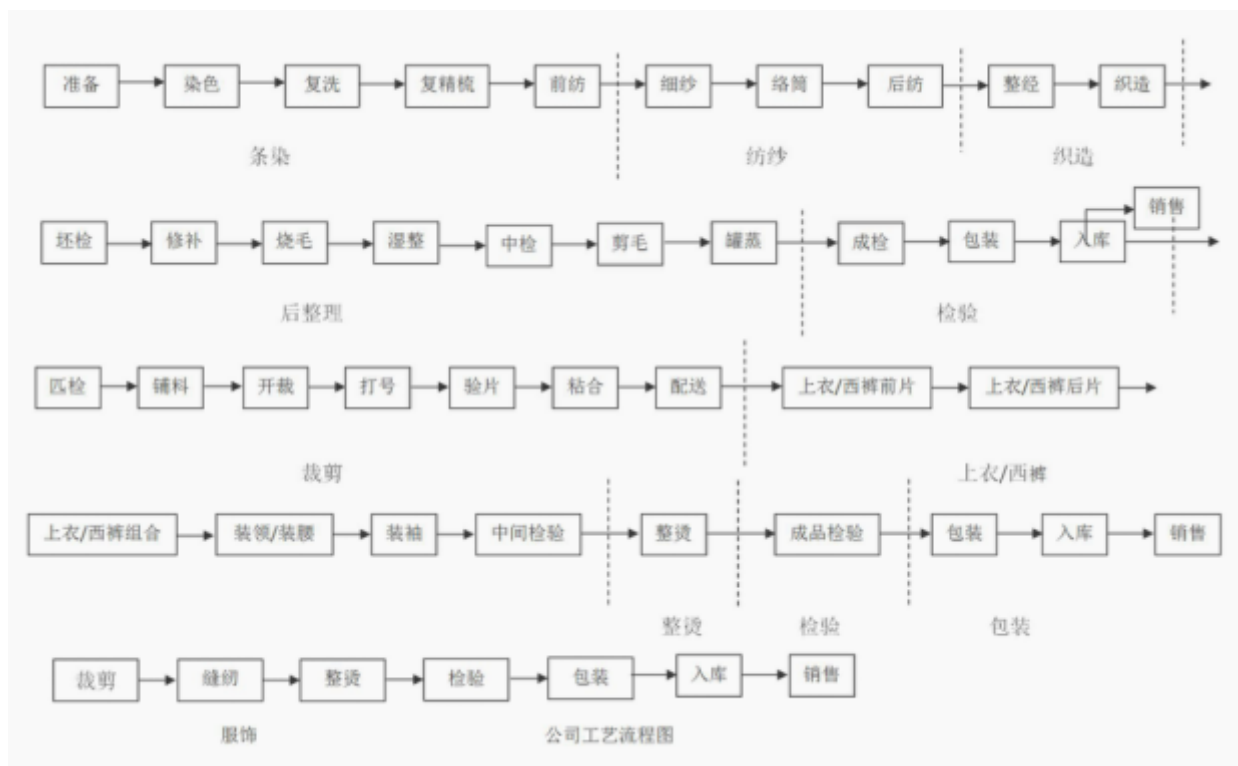 准备 染色 复洗 复精梳 前纺 细纱 络筒 后纺 整经 织造
条染 纺纱 织造
销售
坯检 修补 烧毛 湿整 中检 剪毛 罐蒸 成检 包装 入库
后整理 检验
匹检 铺料 开裁 打号 验片 粘合 配送 上衣/西裤前片 上衣/西裤后片
裁剪 上衣/西裤
上衣/西裤组合 装领/装腰 装袖 中间检验 整烫 成品检验 包装 入库 销售
整烫 检验 包装
裁剪 缝纫 整烫 检验 包装 入库 销售
服饰 公司工艺流程图